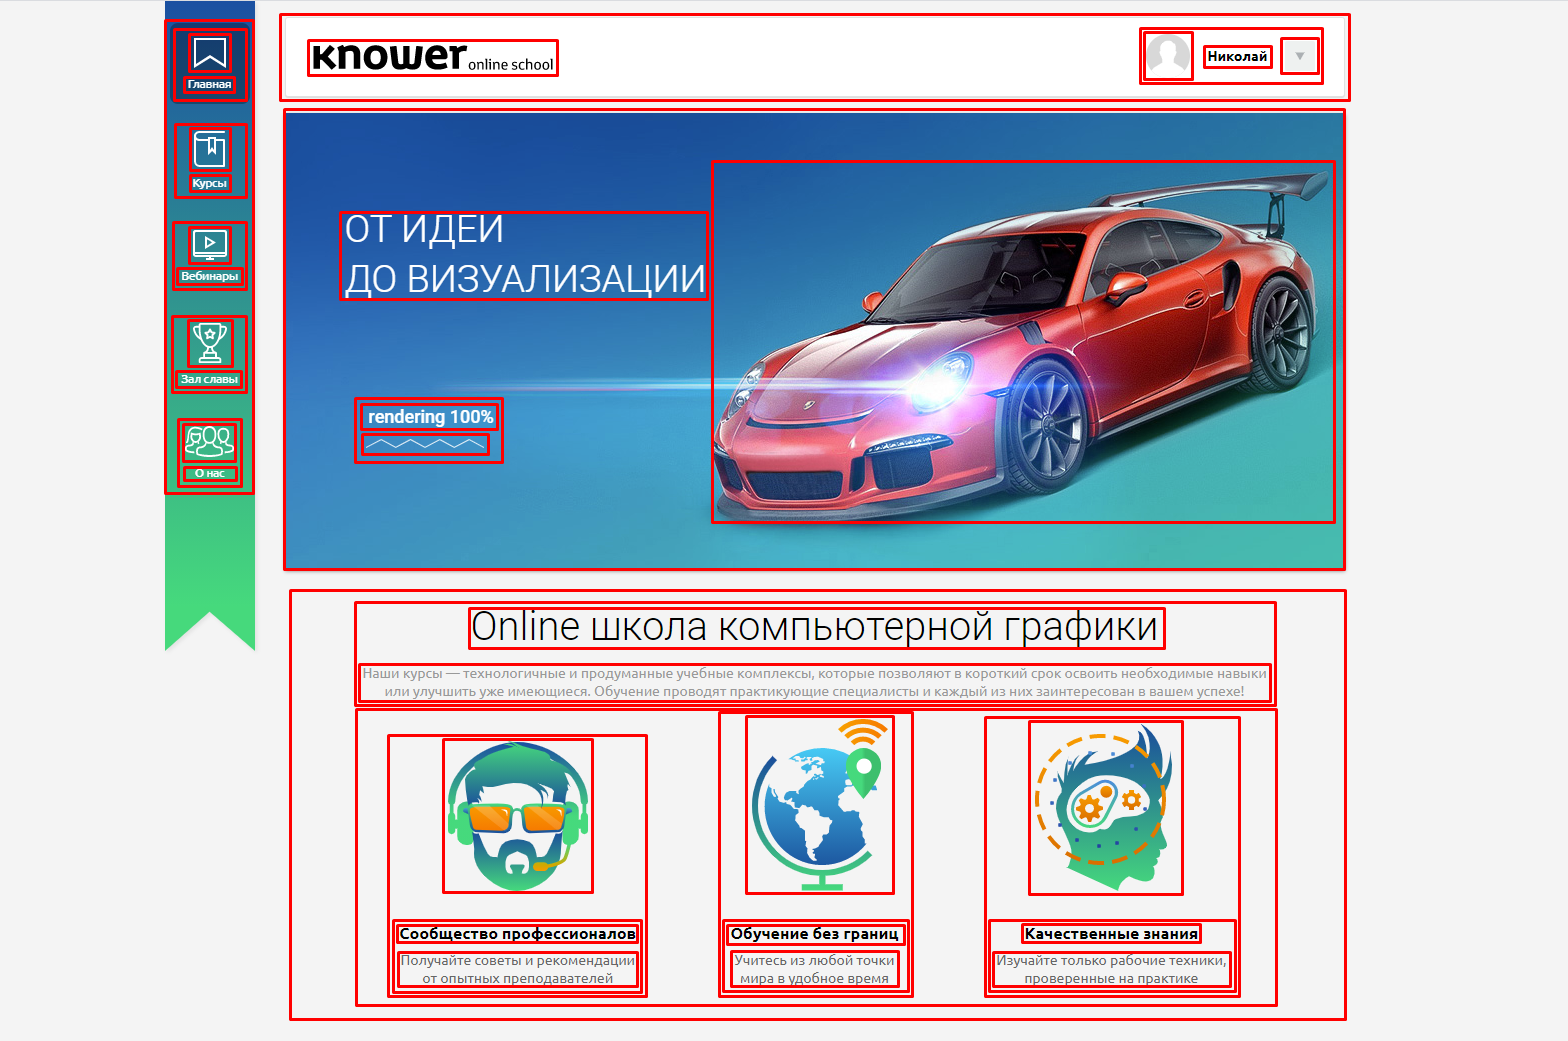 Главная
Курсы
Вебинары
Зал славы
О нас
кnower online school
Николай
ОТ ИДЕИ
ДО ВИЗУАЛИЗАЦИИ
rendering 100%
Online школа компьютерной графики
Наши курсы — технологичные и продуманные учебные комплексы, которые позволяют в короткий срок освоить необходимые навыки
или улучшить уже имеющиеся. Обучение проводят практикующие специалисты и каждый из них заинтересован в вашем успехе!
Сообщество профессионалов
Получайте советы и рекомендации
от опытных преподавателей
Обучение без границ
Учитесь из любой точки
мира в удобное время
Качественные знания
Изучайте только рабочие техники,
проверенные на практике